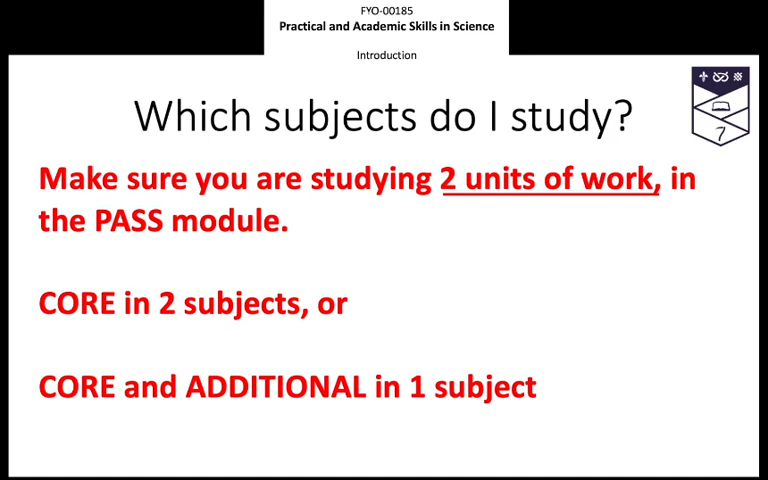 FYO-00185
Practical and Academic Skills in Science
Introduction
Which subjects do I study?
Make sure you are studying 2 units of work, in
the PASS module.
CORE in 2 subjects, or
CORE and ADDITIONAL in 1 subject